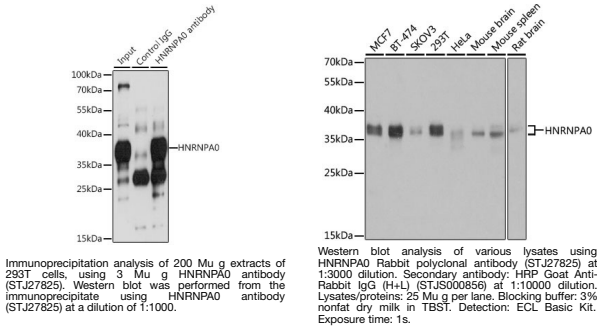 Input
Control IgG
HNRNPA0 antibody
100kDa
70kDa
55kDa
40kDa
35kDa
25kDa
15kDa
HNRNPA0
Immunoprecipitation analysis of 200 Mu g extracts of
293T cells, using 3 Mu g HNRNPA0 antibody
(STJ27825). Western blot was performed from the
immunoprecipitate using HNRNPA0 antibody
(STJ27825) at a dilution of 1:1000.
MCF7
BT-474
SKOV3
293T
HeLa
Mouse brain
Mouse spleen
Rat brain
70kDa
55kDa
40kDa
35kDa
25kDa
15kDa
HNRNPA0
Western blot analysis of various lysates using
HNRNPA0 Rabbit polyclonal antibody (STJ27825) at
1:3000 dilution. Secondary antibody: HRP Goat Anti-
Rabbit IgG (H+L) (STJS000856) at 1:10000 dilution.
Lysates/proteins: 25 Mu g per lane. Blocking buffer: 3%
nonfat dry milk in TBST. Detection: ECL Basic Kit.
Exposure time: 1s.